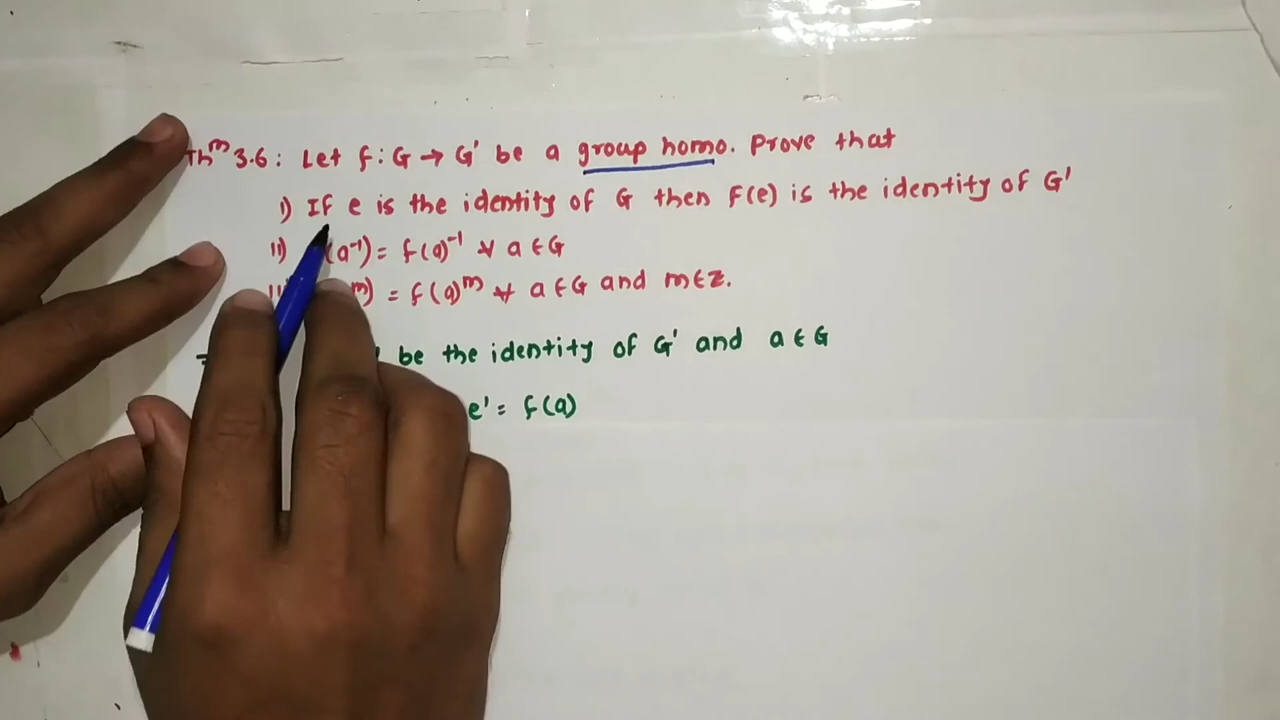 Thm 3.6: Let f: G → G' be a group homo. Prove that
i) If e is the identity of G then f(e) is the identity of G'
ii) (a⁻¹) = f(a)⁻¹ ∀ a ∈ G
m) = f(a)ᵐ ∀ a ∈ G and m ∈ Z.
be the identity of G' and a ∈ G
e' = f(a)